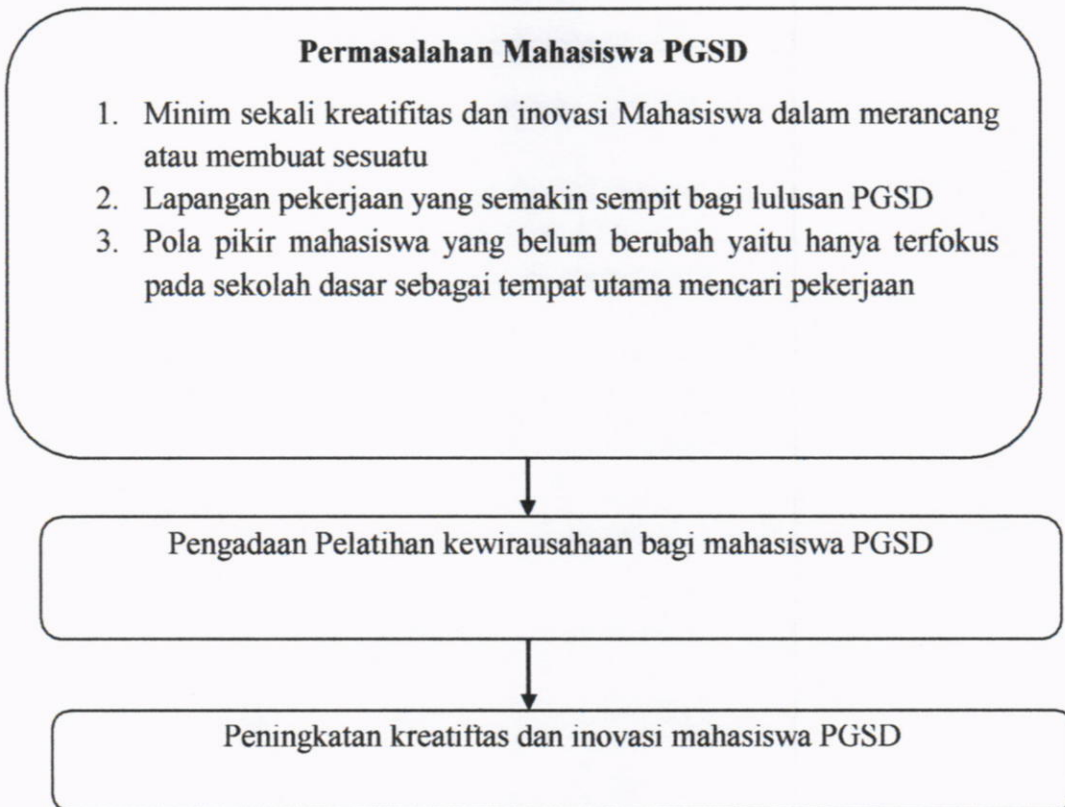 Permasalahan Mahasiswa PGSD
1. Minim sekali kreatifitas dan inovasi Mahasiswa dalam merancang
atau membuat sesuatu
2. Lapangan pekerjaan yang semakin sempit bagi lulusan PGSD
3. Pola pikir mahasiswa yang belum berubah yaitu hanya terfokus
pada sekolah dasar sebagai tempat utama mencari pekerjaan
Pengadaan Pelatihan kewirausahaan bagi mahasiswa PGSD
Peningkatan kreatiftas dan inovasi mahasiswa PGSD